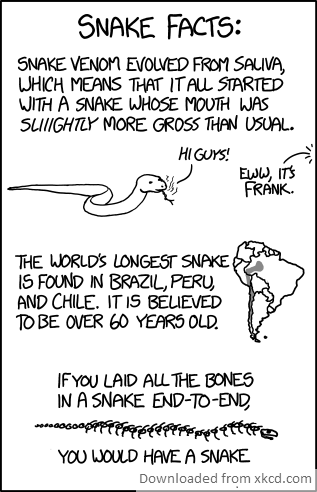 SNAKE FACTS:
SNAKE VENOM EVOLVED FROM SALIVA,
WHICH MEANS THAT IT ALL STARTED
WITH A SNAKE WHOSE MOUTH WAS
SLIIIGHTLY MORE GROSS THAN USUAL.
HI GUYS!
EWW, IT'S
FRANK.
THE WORLD'S LONGEST SNAKE
IS FOUND IN BRAZIL, PERU,
AND CHILE. IT IS BELIEVED
TO BE OVER 60 YEARS OLD.
IF YOU LAID ALL THE BONES
IN A SNAKE END-TO-END,
YOU WOULD HAVE A SNAKE
Downloaded from xkcd.com